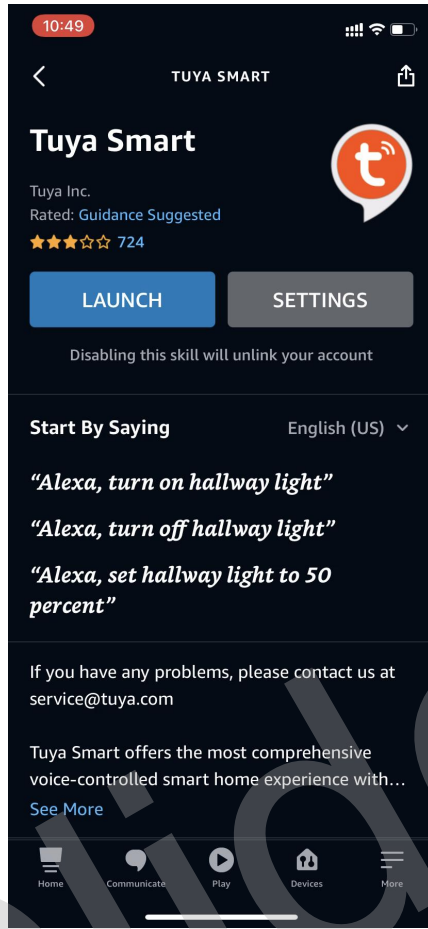 10:49
TUYA SMART
Tuya Smart
Tuya Inc.
Rated: Guidance Suggested
724
LAUNCH
SETTINGS
Disabling this skill will unlink your account
Start By Saying
English (US)
“Alexa, turn on hallway light”
“Alexa, turn off hallway light”
“Alexa, set hallway light to 50
percent”
If you have any problems, please contact us at
service@tuya.com
Tuya Smart offers the most comprehensive
voice-controlled smart home experience with…
See More
Home
Communicate
Play
Devices
More